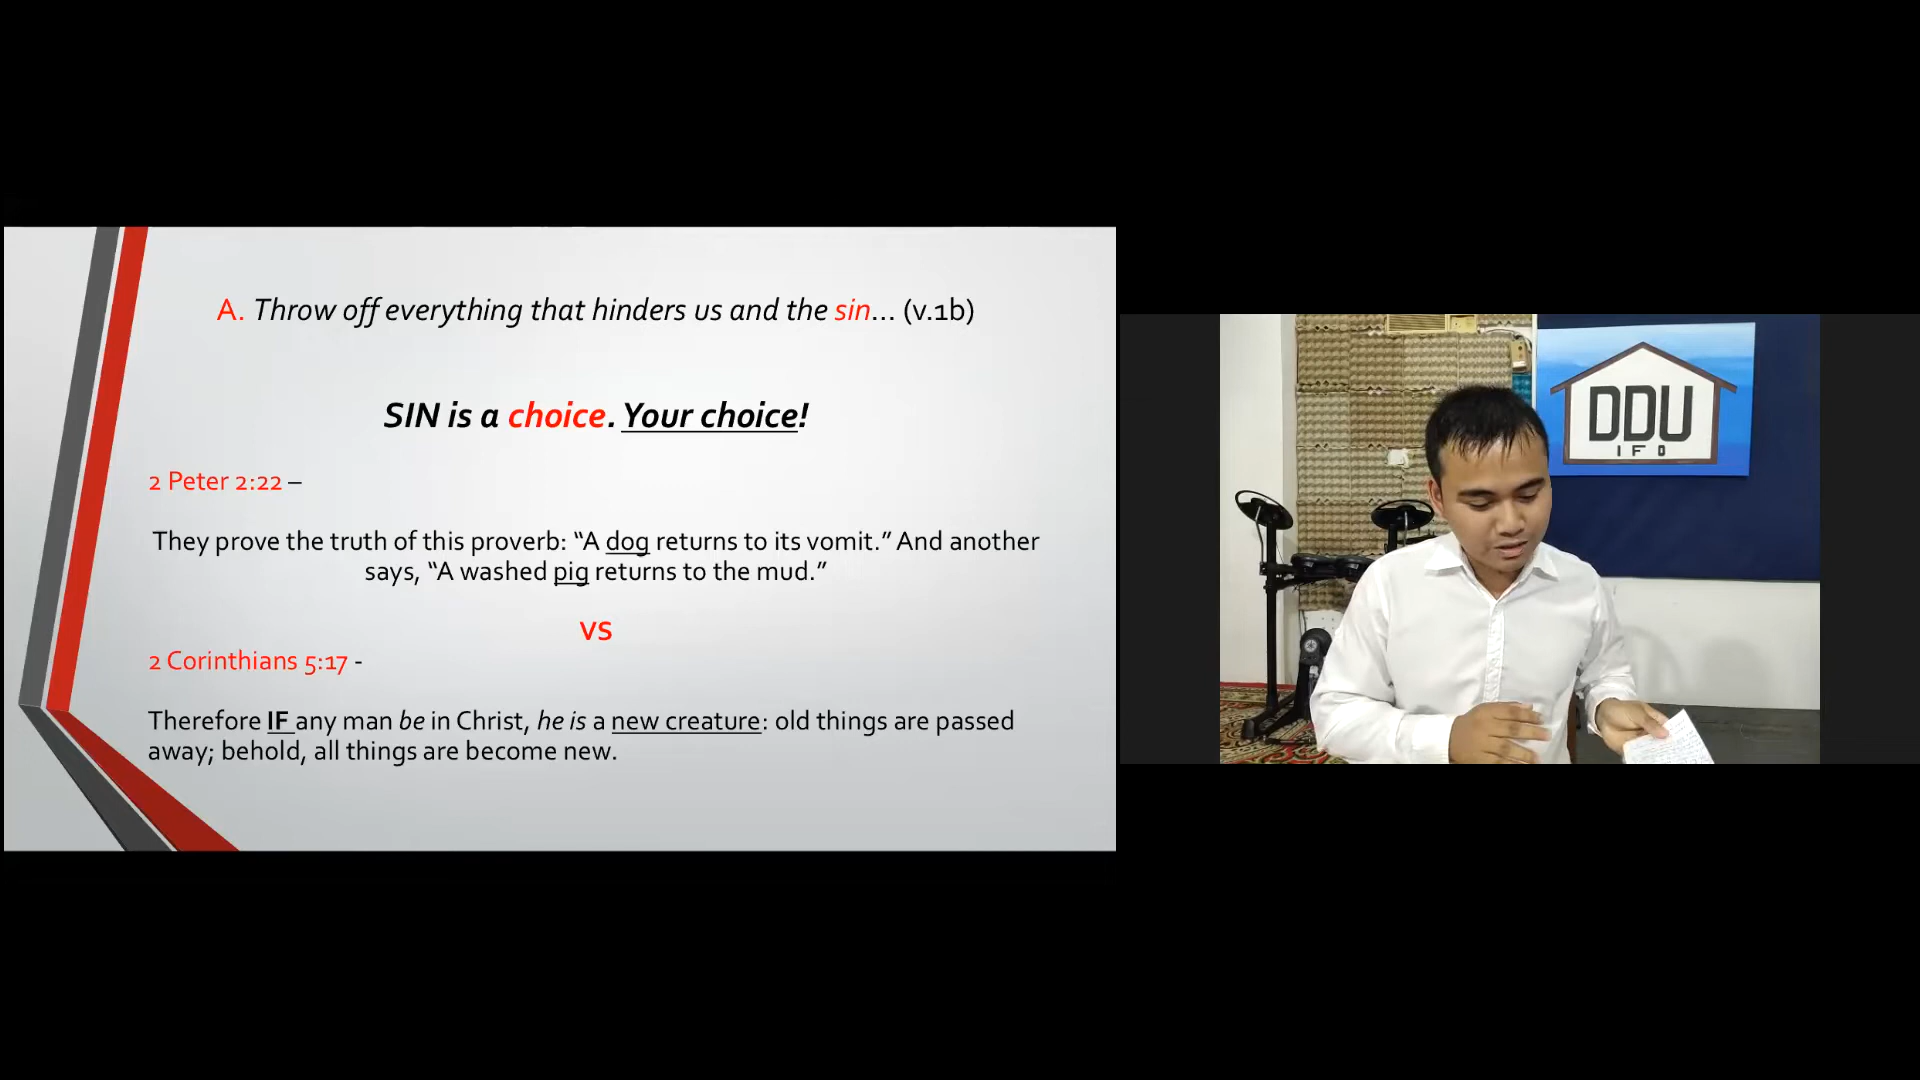 A. Throw off everything that hinders us and the sin... (v.1b)
SIN is a choice. Your choice!
2 Peter 2:22 –
They prove the truth of this proverb: “A dog returns to its vomit.” And another
says, “A washed pig returns to the mud.”
VS
2 Corinthians 5:17 -
Therefore IF any man be in Christ, he is a new creature: old things are passed
away; behold, all things are become new.
DDU
IFO